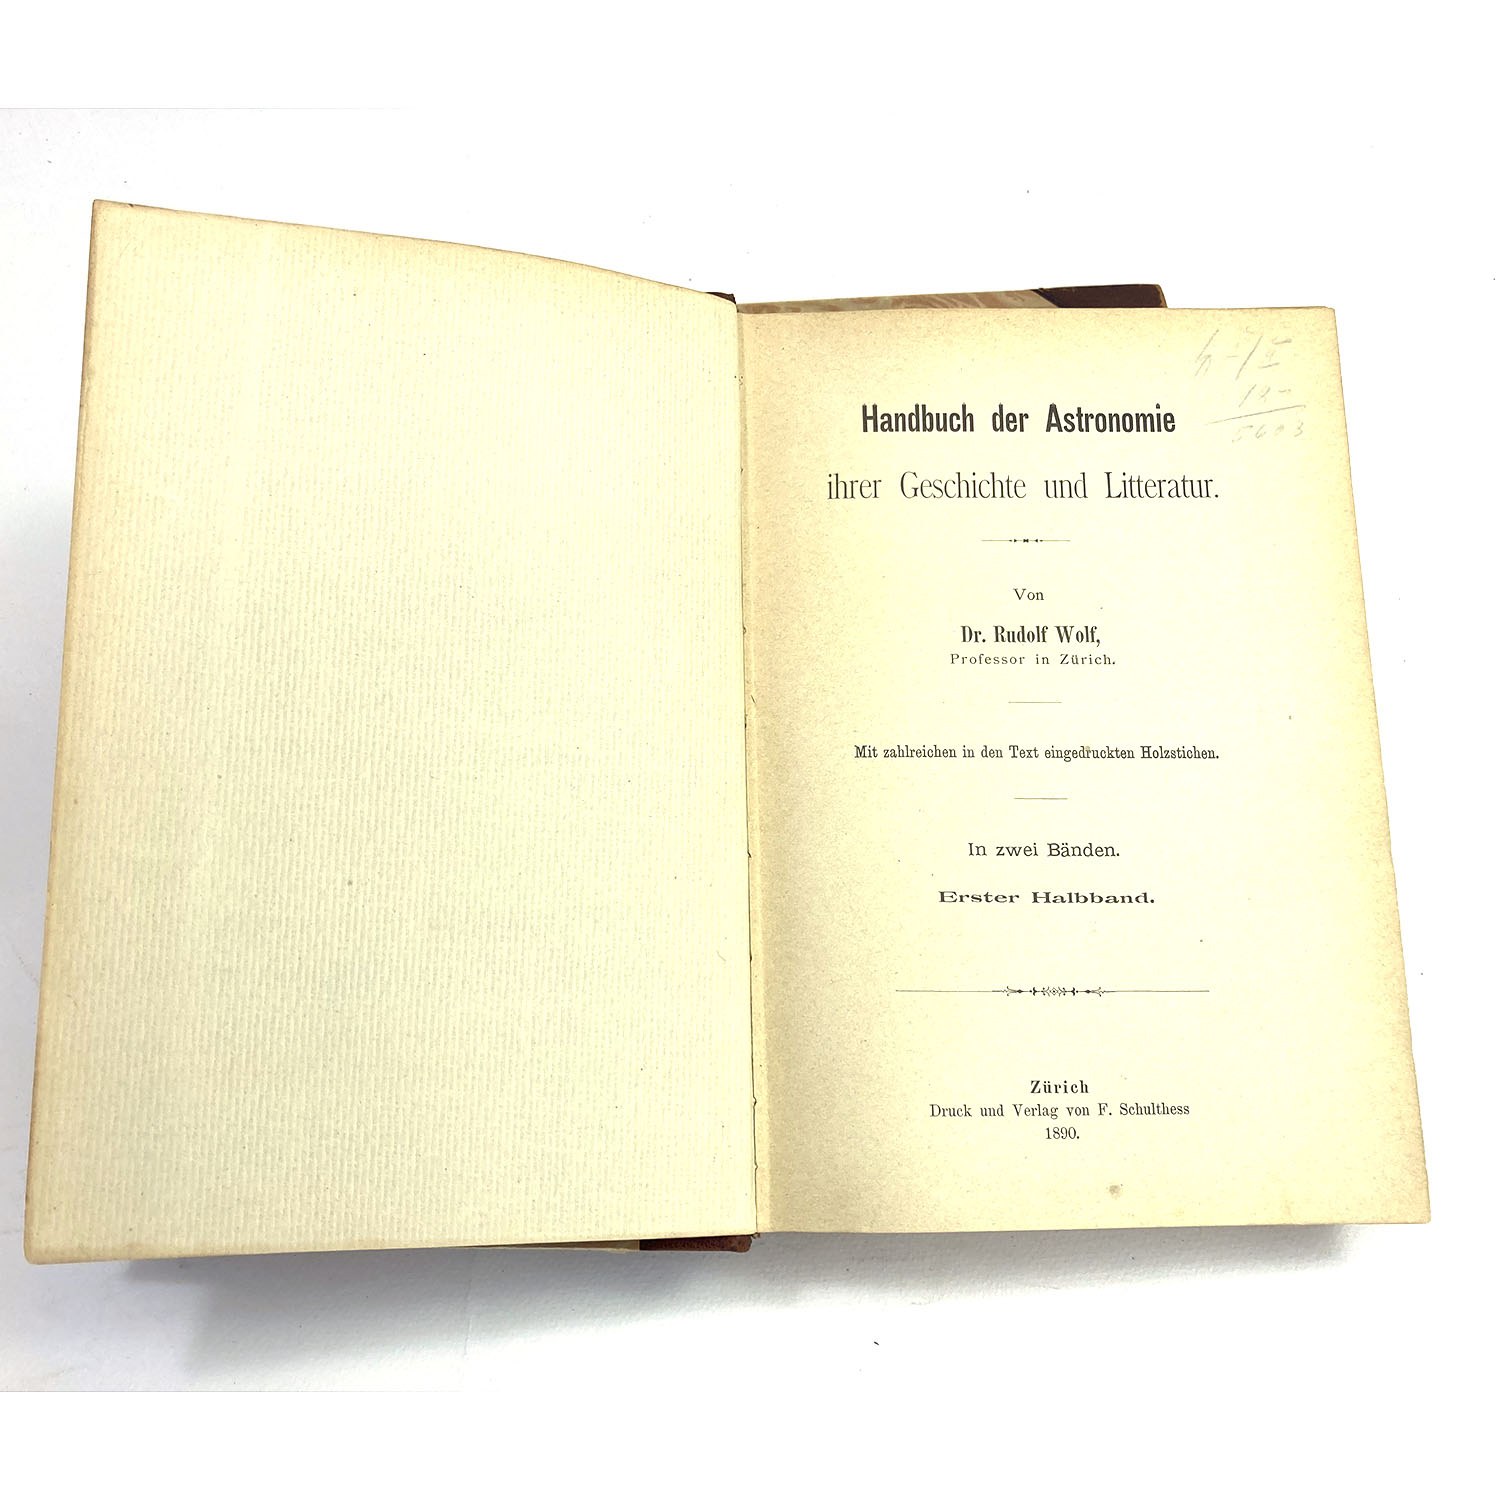 Handbuch der Astronomie
ihrer Geschichte und Litteratur.
Von
Dr. Rudolf Wolf,
Professor in Zürich.
Mit zahlreichen in den Text eingedruckten Holzstichen.
In zwei Bänden.
Erster Halbband.
Zürich
Druck und Verlag von F. Schulthess
1890.